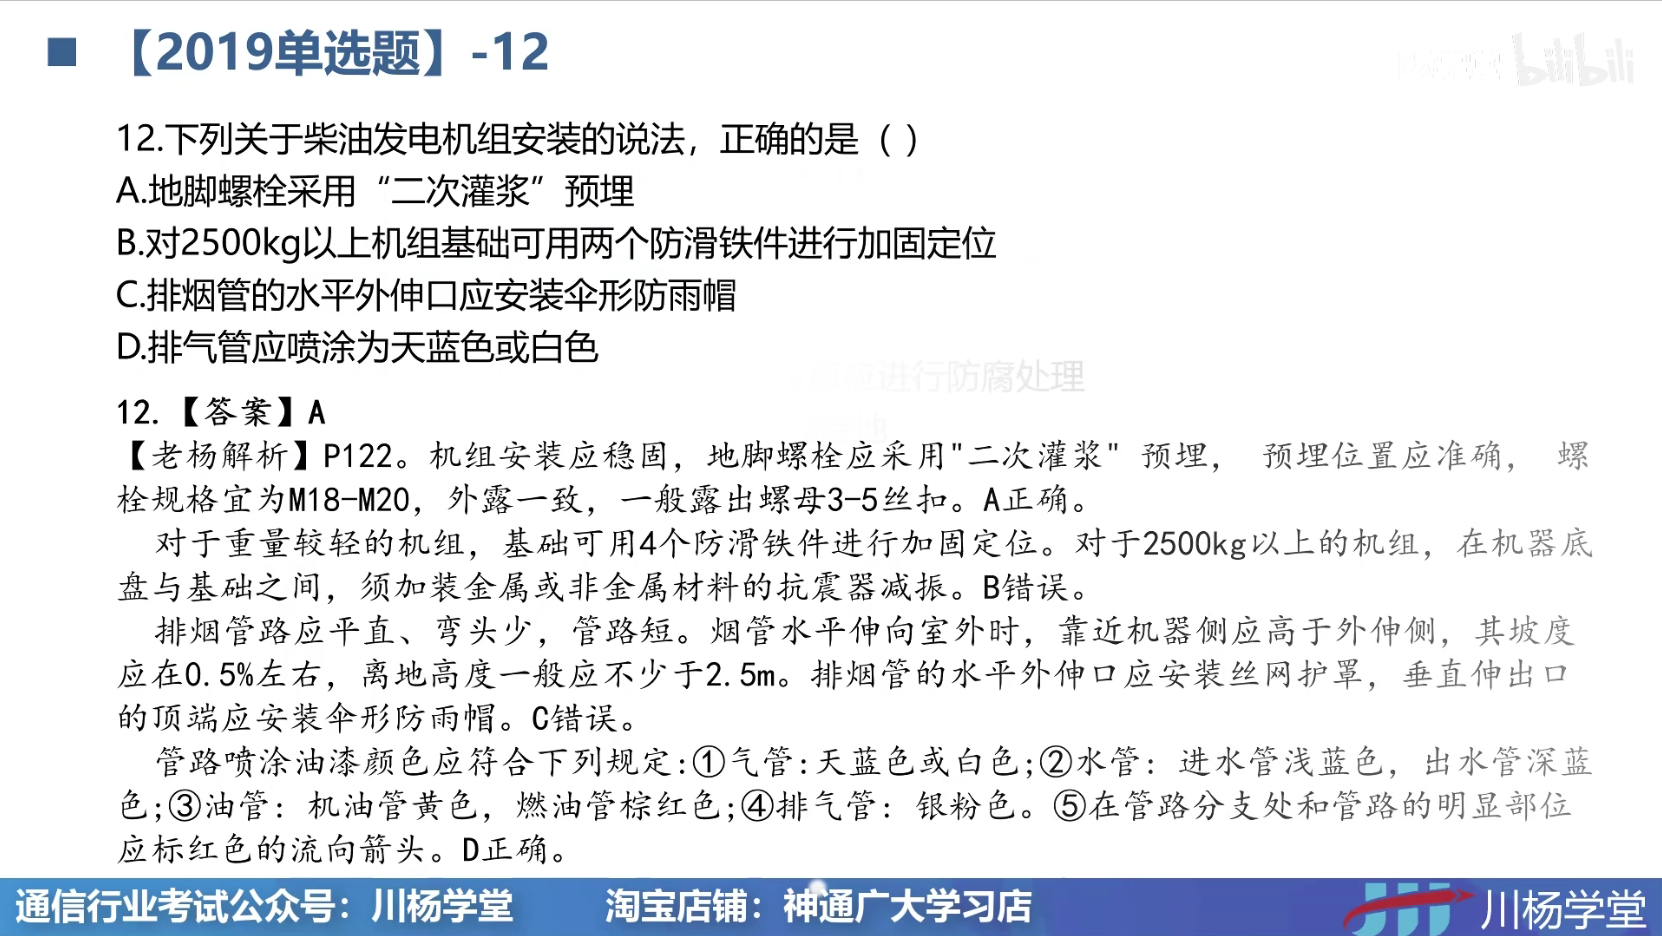 【2019单选题】-12
bilibili
12.下列关于柴油发电机组安装的说法，正确的是（ ）
A.地脚螺栓采用“二次灌浆”预埋
B.对2500kg以上机组基础可用两个防滑铁件进行加固定位
C.排烟管的水平外伸口应安装伞形防雨帽
D.排气管应喷涂为天蓝色或白色
应进行防腐处理
12.【答案】A
【老杨解析】P122。机组安装应稳固，地脚螺栓应采用"二次灌浆" 预埋， 预埋位置应准确， 螺
栓规格宜为M18-M20，外露一致，一般露出螺母3-5丝扣。A正确。
对于重量较轻的机组，基础可用4个防滑铁件进行加固定位。对于2500kg以上的机组，在机器底
盘与基础之间，须加装金属或非金属材料的抗震器减振。B错误。
排烟管路应平直、弯头少，管路短。烟管水平伸向室外时，靠近机器侧应高于外伸侧，其坡度
应在0.5%左右，离地高度一般应不少于2.5m。排烟管的水平外伸口应安装丝网护罩，垂直伸出口
的顶端应安装伞形防雨帽。C错误。
管路喷涂油漆颜色应符合下列规定:①气管:天蓝色或白色;②水管：进水管浅蓝色，出水管深蓝
色;③油管：机油管黄色，燃油管棕红色;④排气管：银粉色。⑤在管路分支处和管路的明显部位
应标红色的流向箭头。D正确。
通信行业考试公众号：川杨学堂 淘宝店铺：神通广大学习店
川杨学堂